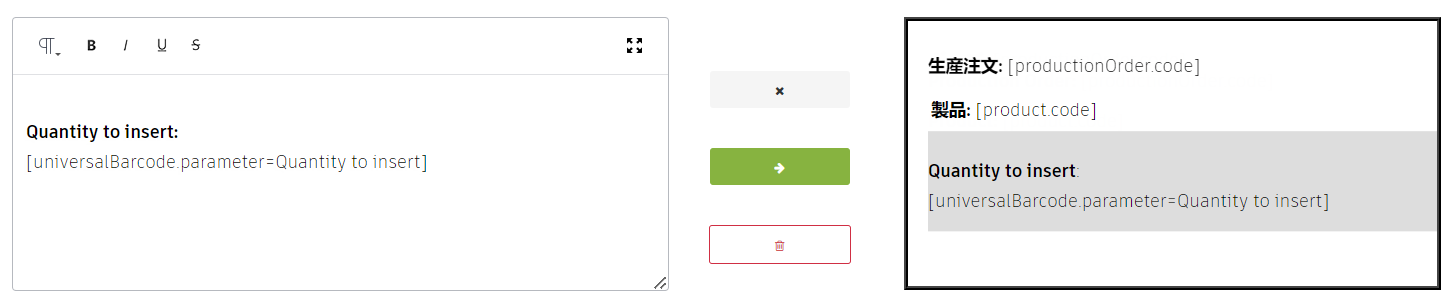 B I U S
Quantity to insert:
[universalBarcode.parameter=Quantity to insert]
生産注文: [productionOrder.code]
製品: [product.code]
Quantity to insert:
[universalBarcode.parameter=Quantity to insert]